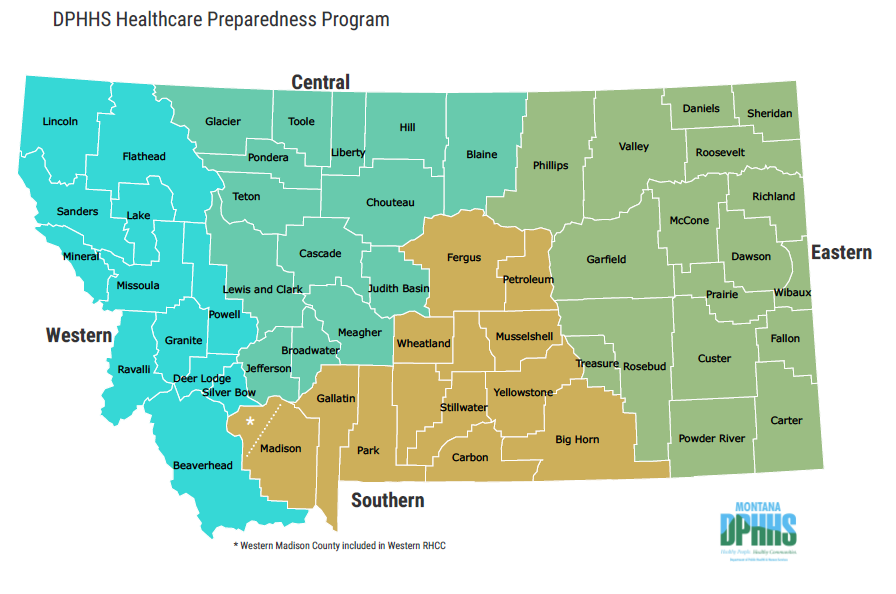 DPHHS Healthcare Preparedness Program
Central
Lincoln
Glacier
Toole
Liberty
Hill
Blaine
Phillips
Valley
Daniels
Sheridan
Flathead
Pondera
Roosevelt
Teton
Chouteau
Richland
Sanders
Lake
McCone
Mineral
Cascade
Fergus
Garfield
Dawson
Eastern
Missoula
Lewis and Clark
Judith Basin
Petroleum
Prairie
Wibaux
Powell
Western
Granite
Meagher
Wheatland
Musselshell
Fallon
Broadwater
Ravalli
Jefferson
Treasure
Rosebud
Custer
Deer Lodge
Silver Bow
Gallatin
Stillwater
Yellowstone
*
Madison
Park
Carbon
Big Horn
Powder River
Carter
Beaverhead
Southern
* Western Madison County included in Western RHCC
MONTANA
DPHHS
Healthy People. Healthy Communities.